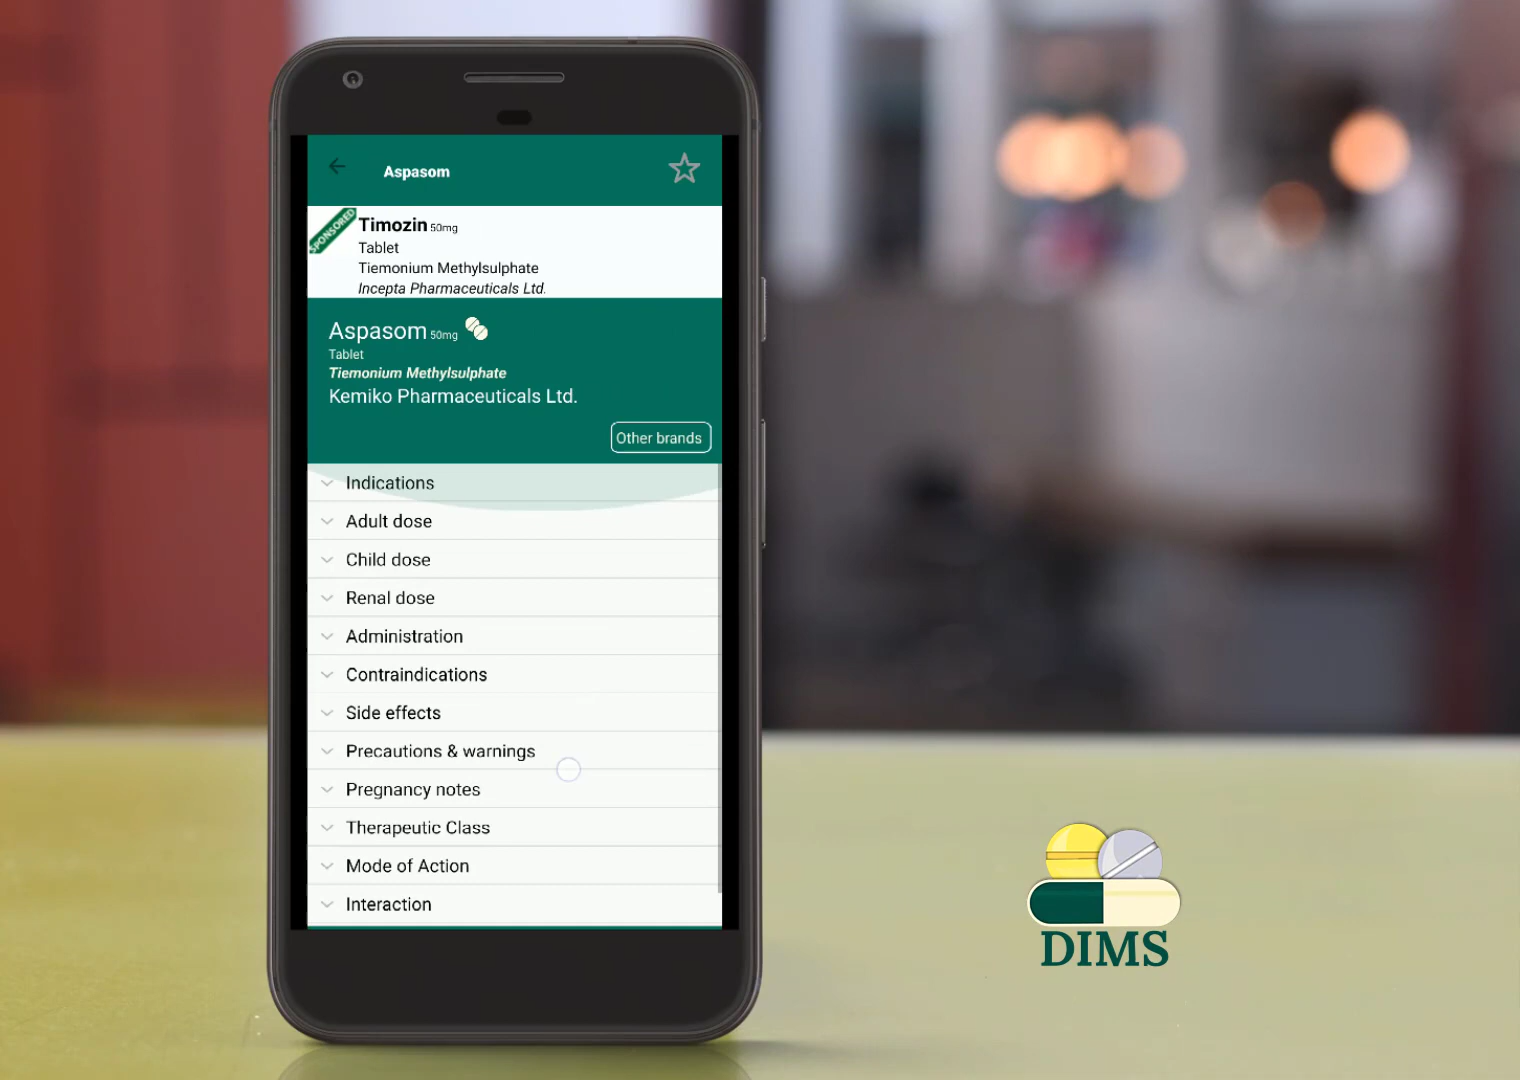 Aspasom
SPONSORED
Timozin 50mg
Tablet
Tiemonium Methylsulphate
Incepta Pharmaceuticals Ltd.
Aspasom 50mg
Tablet
Tiemonium Methylsulphate
Kemiko Pharmaceuticals Ltd.
Other brands
Indications
Adult dose
Child dose
Renal dose
Administration
Contraindications
Side effects
Precautions & warnings
Pregnancy notes
Therapeutic Class
Mode of Action
Interaction
DIMS